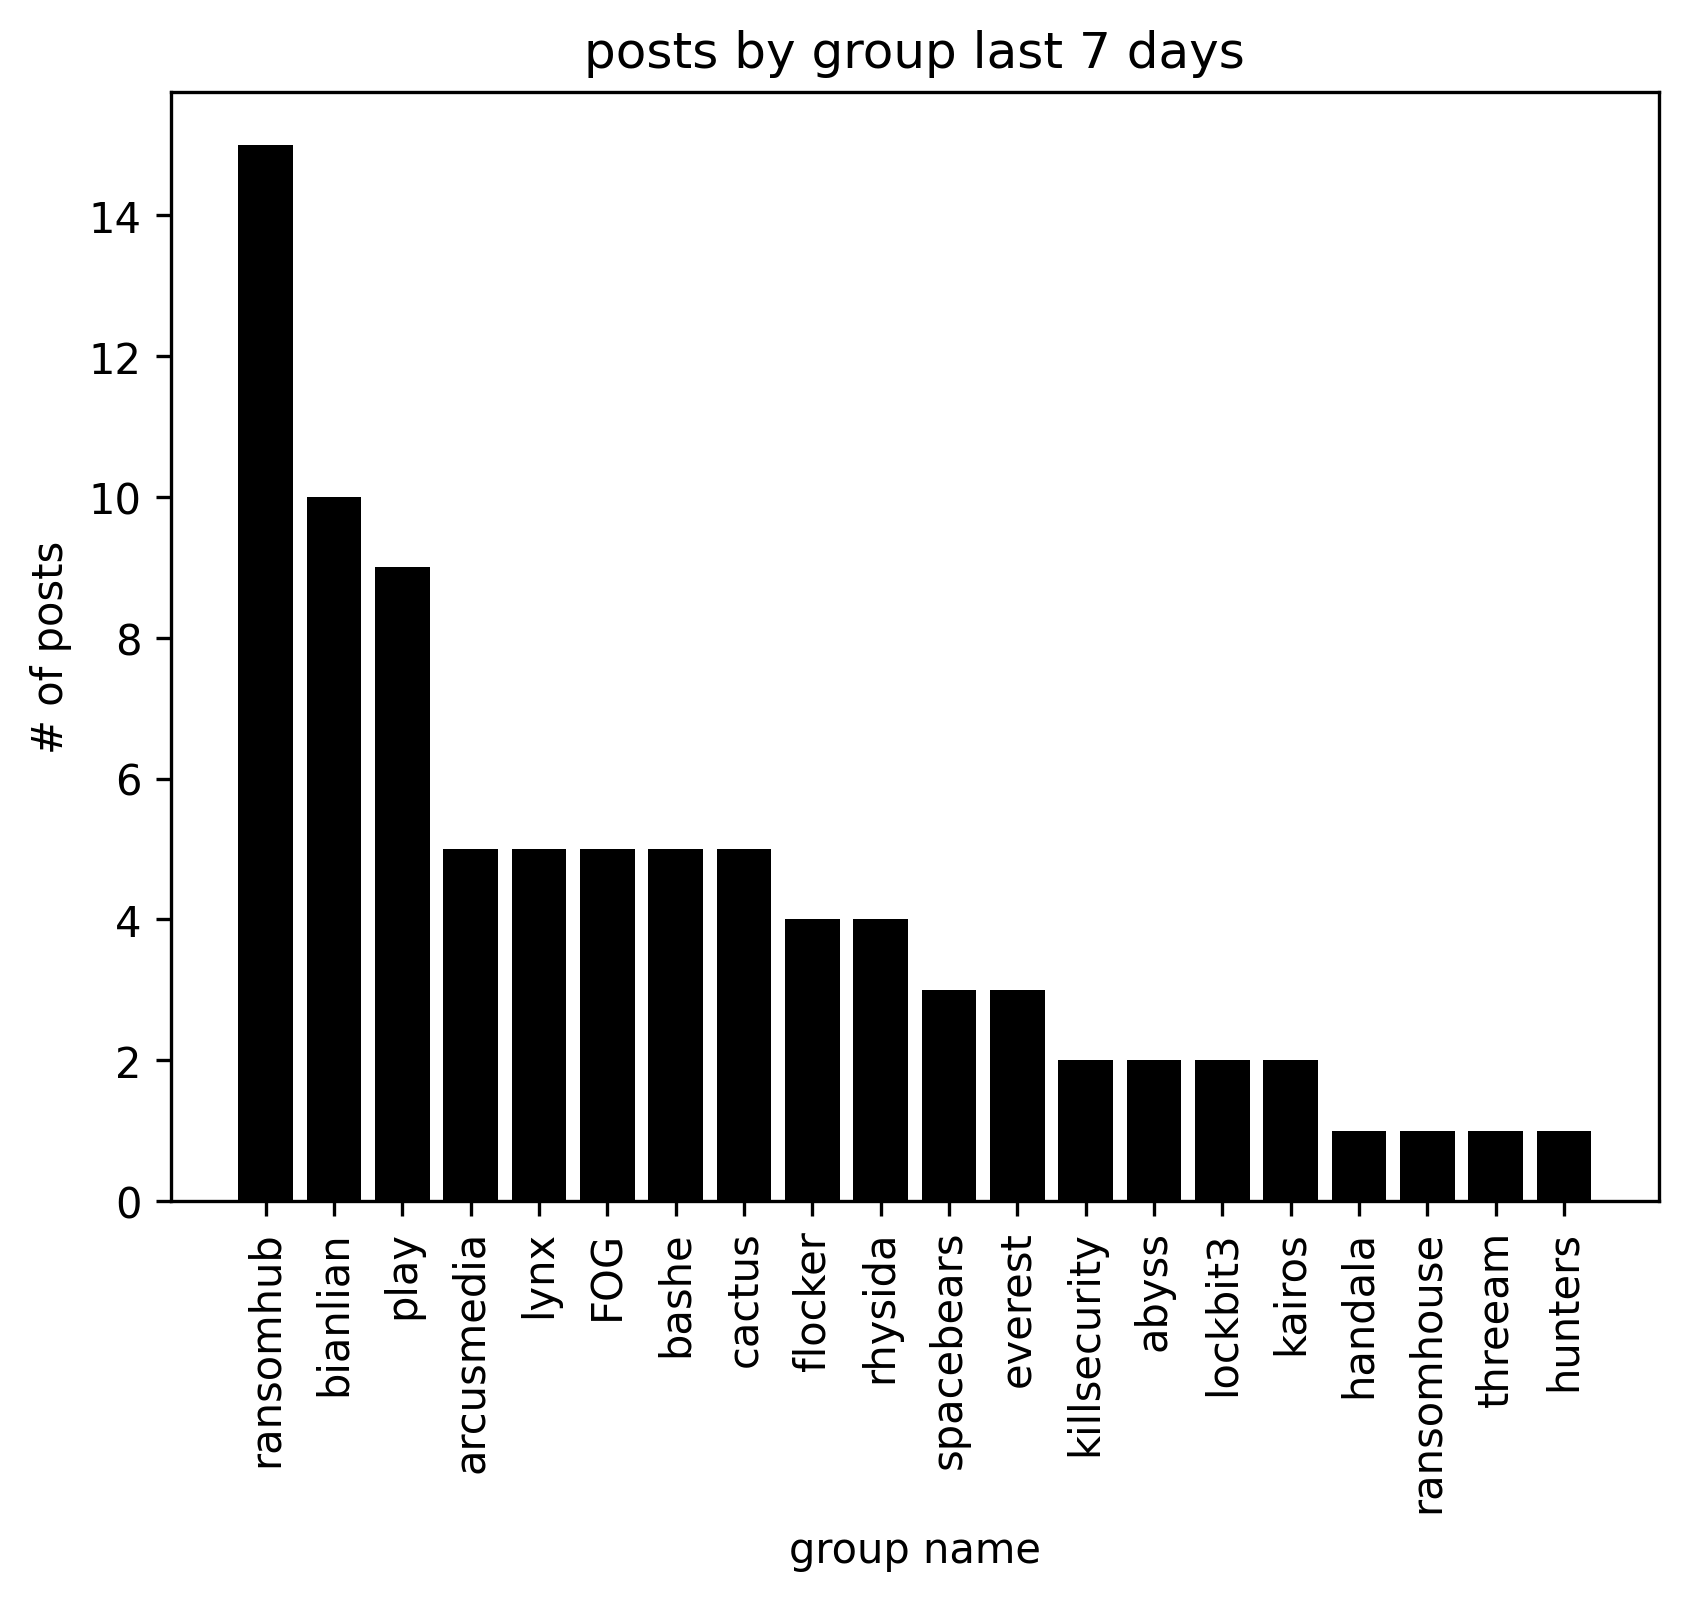 posts by group last 7 days
# of posts
14
12
10
8
6
4
2
0
ransomhub
bianlian
play
arcusmedia
lynx
FOG
bashe
cactus
flocker
rhysida
spacebears
everest
killsecurity
abyss
lockbit3
kairos
handala
ransomhouse
threeam
hunters
group name